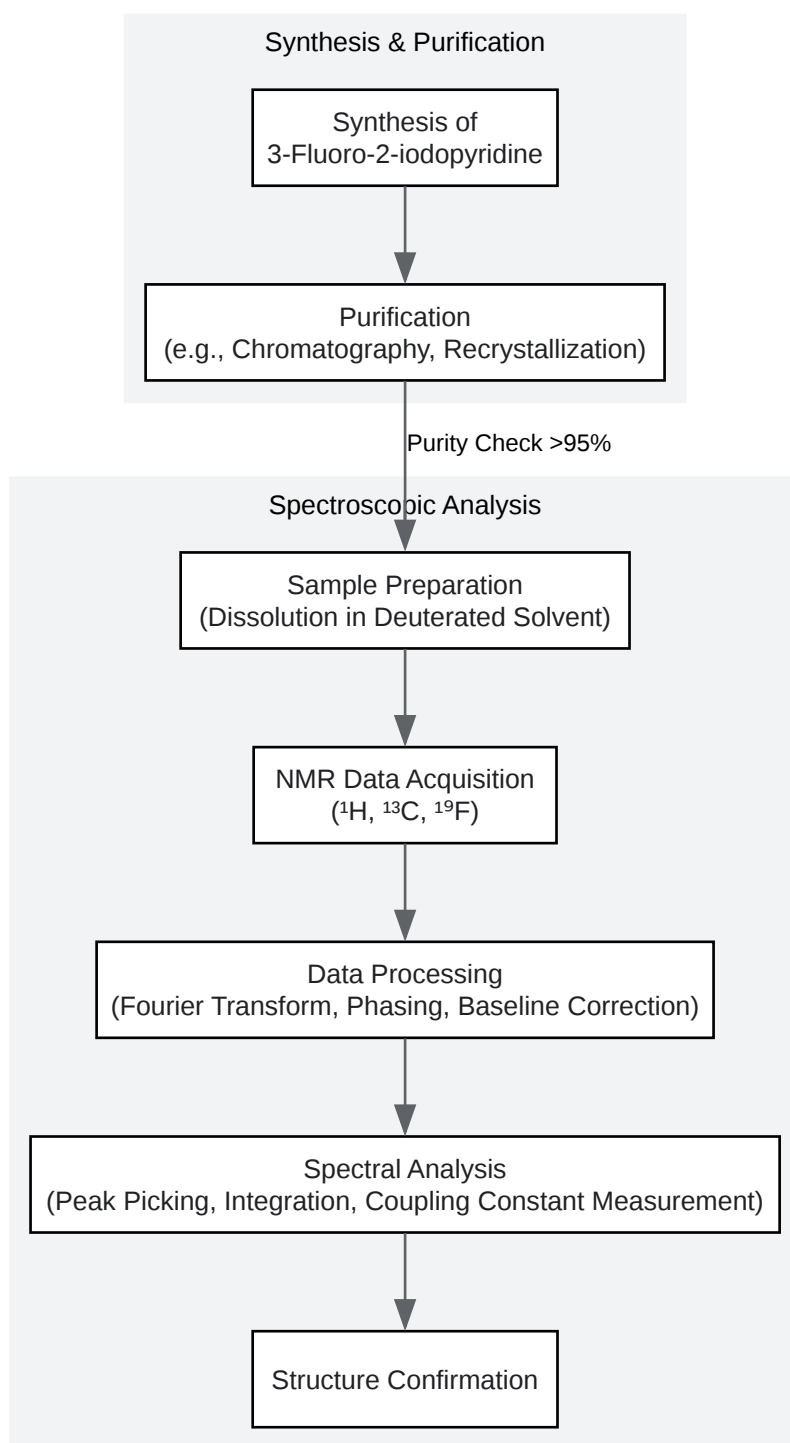 Synthesis & Purification
Synthesis of
3-Fluoro-2-iodopyridine
Purification
(e.g., Chromatography, Recrystallization)
Purity Check >95%
Spectroscopic Analysis
Sample Preparation
(Dissolution in Deuterated Solvent)
NMR Data Acquisition
(¹H, ¹³C, ¹⁹F)
Data Processing
(Fourier Transform, Phasing, Baseline Correction)
Spectral Analysis
(Peak Picking, Integration, Coupling Constant Measurement)
Structure Confirmation